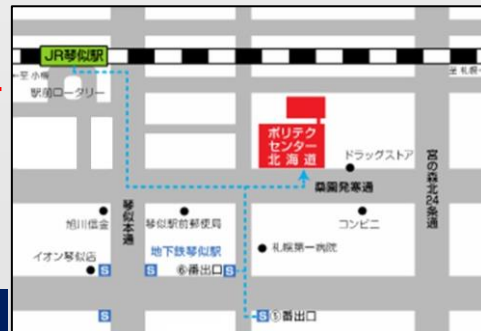 JR琴似駅
←至 小樽
至 札幌→
駅前ロータリー
ポリテク
センター
北海道
ドラッグストア
桑園発寒通
宮の森北24条通
琴似本通
旭川信金
琴似駅前郵便局
コンビニ
地下鉄琴似駅
札幌第一病院
イオン琴似店
S
S
⑥番出口 S
S
S ⑤番出口